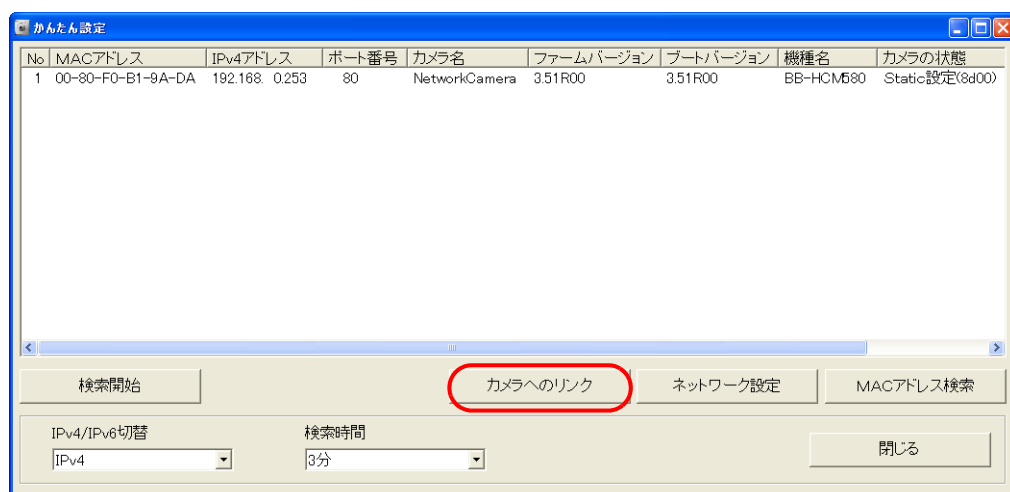 かんたん設定
No MACアドレス IPv4アドレス ポート番号 カメラ名 ファームバージョン ブートバージョン 機種名 カメラの状態
1 00-80-F0-B1-9A-DA 192.168. 0.253 80 NetworkCamera 3.51R00 3.51R00 BB-HCM580 Static設定(8d00)
検索開始 カメラへのリンク ネットワーク設定 MACアドレス検索
IPv4/IPv6切替 検索時間
IPv4 3分 閉じる